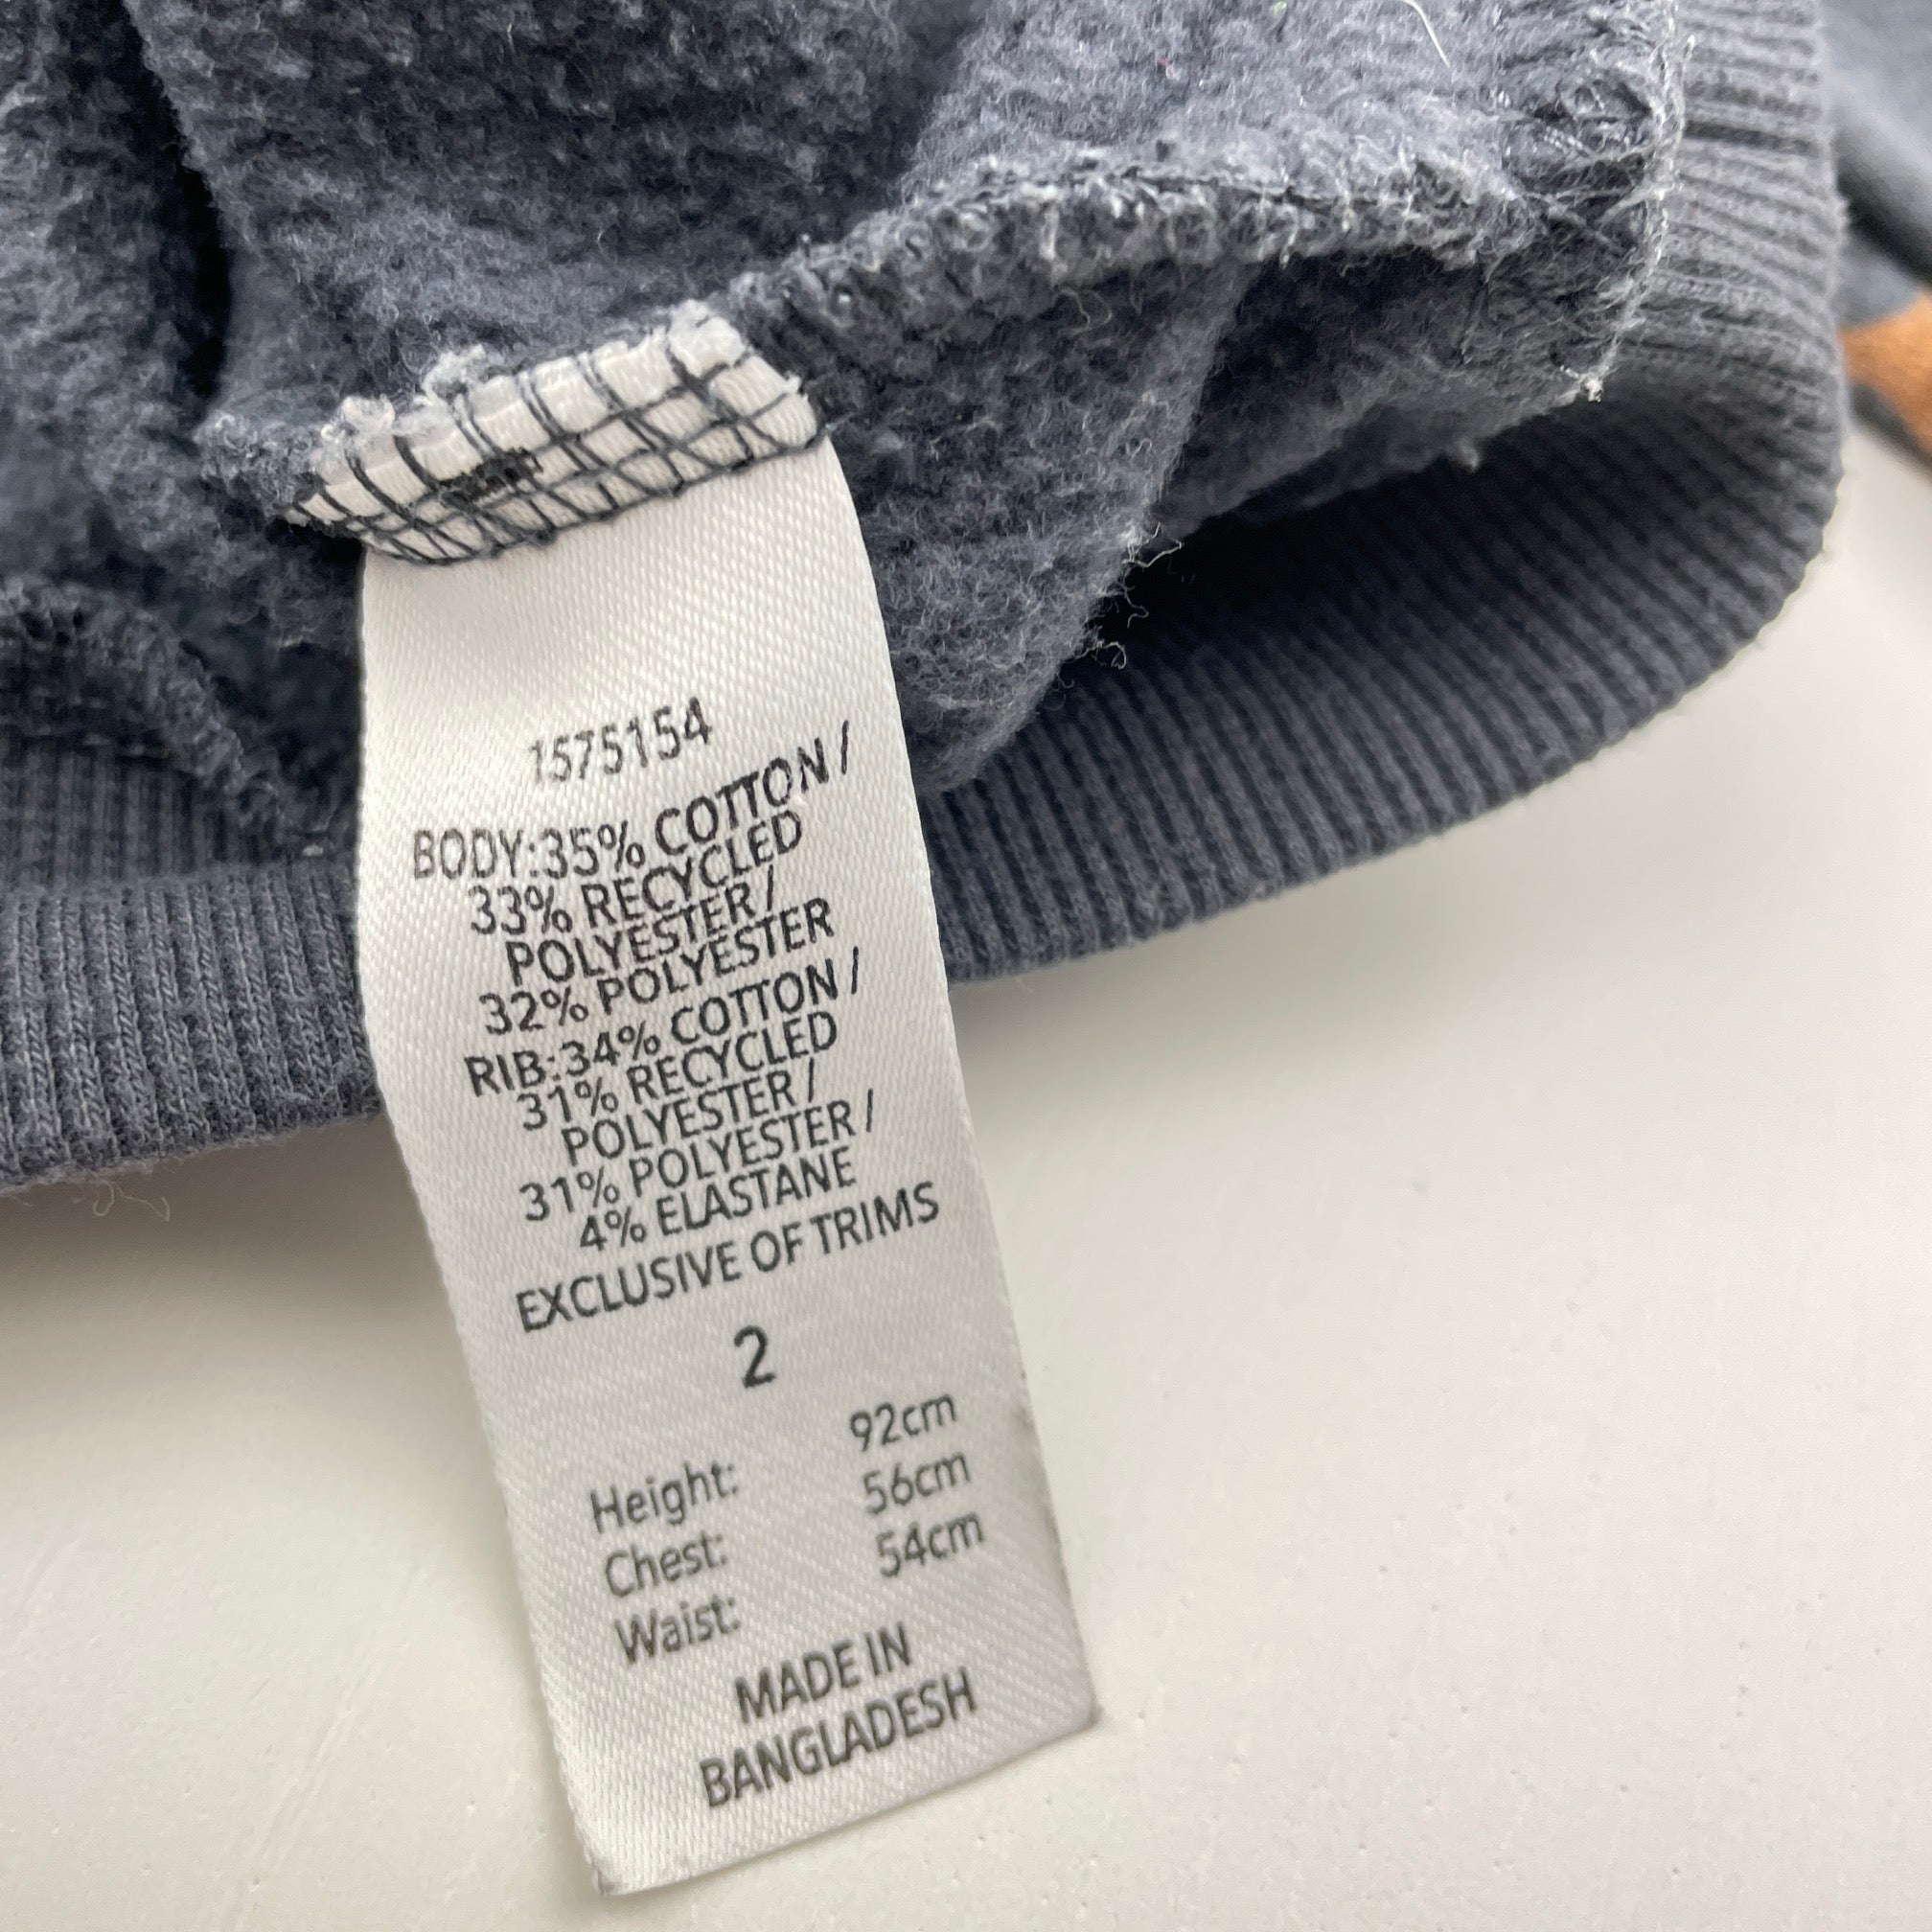 1575154
BODY:35% COTTON/
33% RECYCLED
POLYESTER/
32% POLYESTER
RIB:34% COTTON/
31% RECYCLED
POLYESTER/
31% POLYESTER/
4% ELASTANE
EXCLUSIVE OF TRIMS
2
Height: 92cm
Chest: 56cm
Waist: 54cm
MADE IN
BANGLADESH